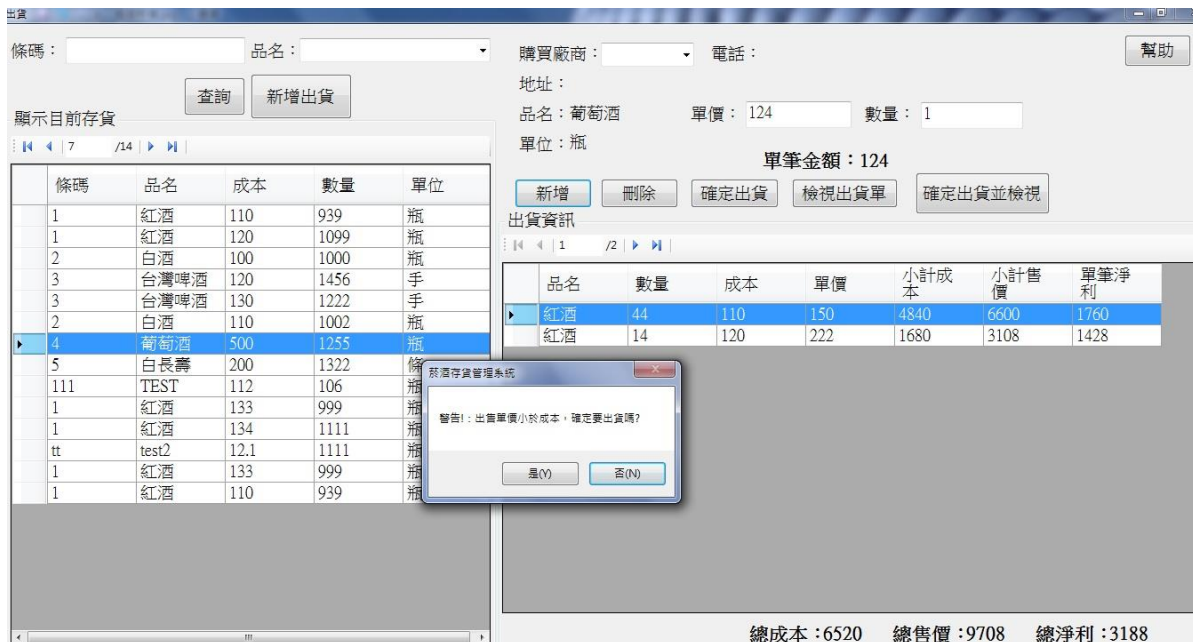 出貨
條碼：
品名：
查詢
新增出貨
顯示目前存貨
7 /14
條碼 品名 成本 數量 單位
1 紅酒 110 939 瓶
1 紅酒 120 1099 瓶
2 白酒 100 1000 瓶
3 台灣啤酒 120 1456 手
3 台灣啤酒 130 1222 手
2 白酒 110 1002 瓶
4 葡萄酒 500 1255 瓶
5 白長壽 200 1322 條
111 TEST 112 106 瓶
1 紅酒 133 999 瓶
1 紅酒 134 1111 瓶
tt test2 12.1 1111 瓶
1 紅酒 133 999 瓶
1 紅酒 110 939 瓶
購買廠商： 電話：
幫助
地址：
品名：葡萄酒 單價： 124 數量： 1
單位：瓶
單筆金額：124
新增 刪除 確定出貨 檢視出貨單 確定出貨並檢視
出貨資訊
1 /2
品名 數量 成本 單價 小計成本 小計售價 單筆淨利
紅酒 44 110 150 4840 6600 1760
紅酒 14 120 222 1680 3108 1428
菸酒存貨管理系統
警告!：出售單價小於成本，確定要出貨嗎?
是(Y) 否(N)
總成本：6520 總售價：9708 總淨利：3188